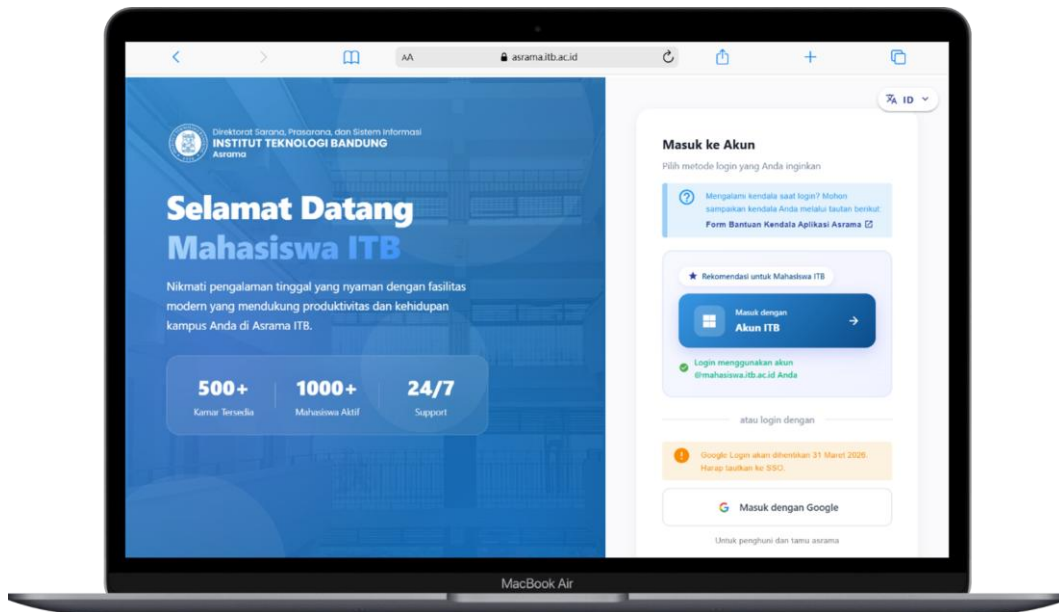 AA
asrama.itb.ac.id
ID
Direktorat Sarana, Prasarana, dan Sistem Informasi
INSTITUT TEKNOLOGI BANDUNG
Asrama
Selamat Datang
Mahasiswa ITB
Nikmati pengalaman tinggal yang nyaman dengan fasilitas
modern yang mendukung produktivitas dan kehidupan
kampus Anda di Asrama ITB.
500+
Kamar Tersedia
1000+
Mahasiswa Aktif
24/7
Support
Masuk ke Akun
Pilih metode login yang Anda inginkan
Mengalami kendala saat login? Mohon
sampaikan kendala Anda melalui tautan berikut:
Form Bantuan Kendala Aplikasi Asrama
Rekomendasi untuk Mahasiswa ITB
Masuk dengan
Akun ITB
Login menggunakan akun
@mahasiswa.itb.ac.id Anda
atau login dengan
Google Login akan dihentikan 31 Maret 2026.
Harap tautkan ke SSO.
Masuk dengan Google
Untuk penghuni dan tamu asrama
MacBook Air